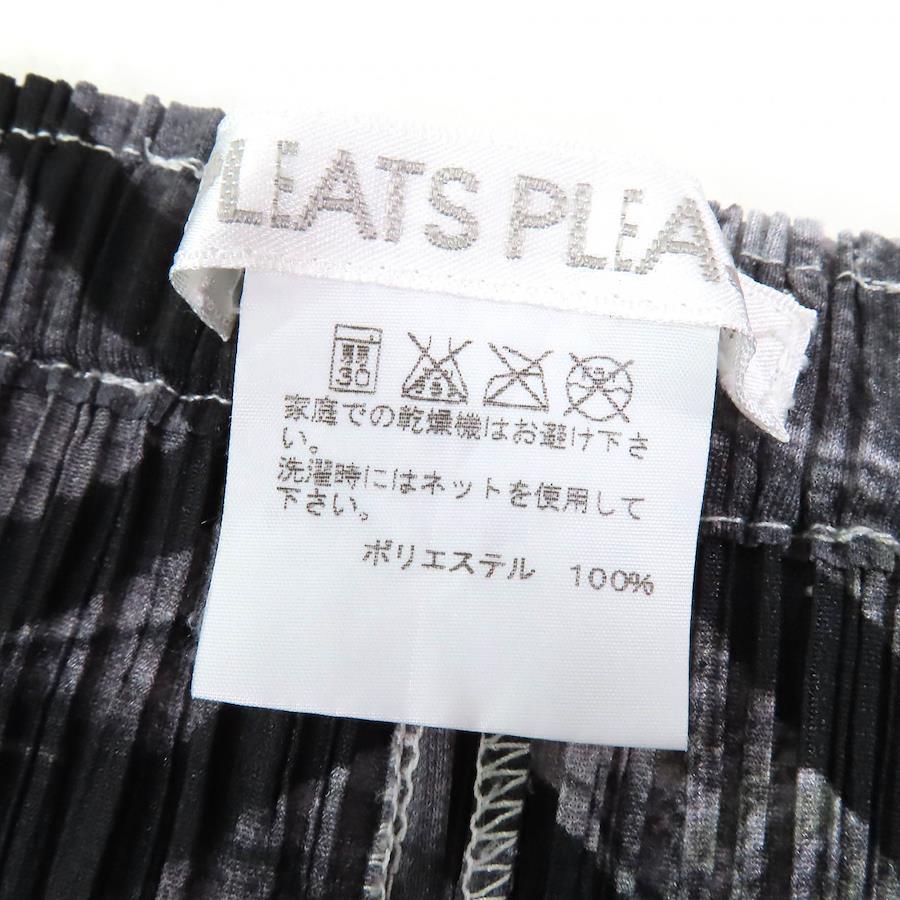 LEATS PLEA
弱
30
家庭での乾燥機はお避け下さ
い。
洗濯時にはネットを使用して
下さい。
ポリエステル 100%